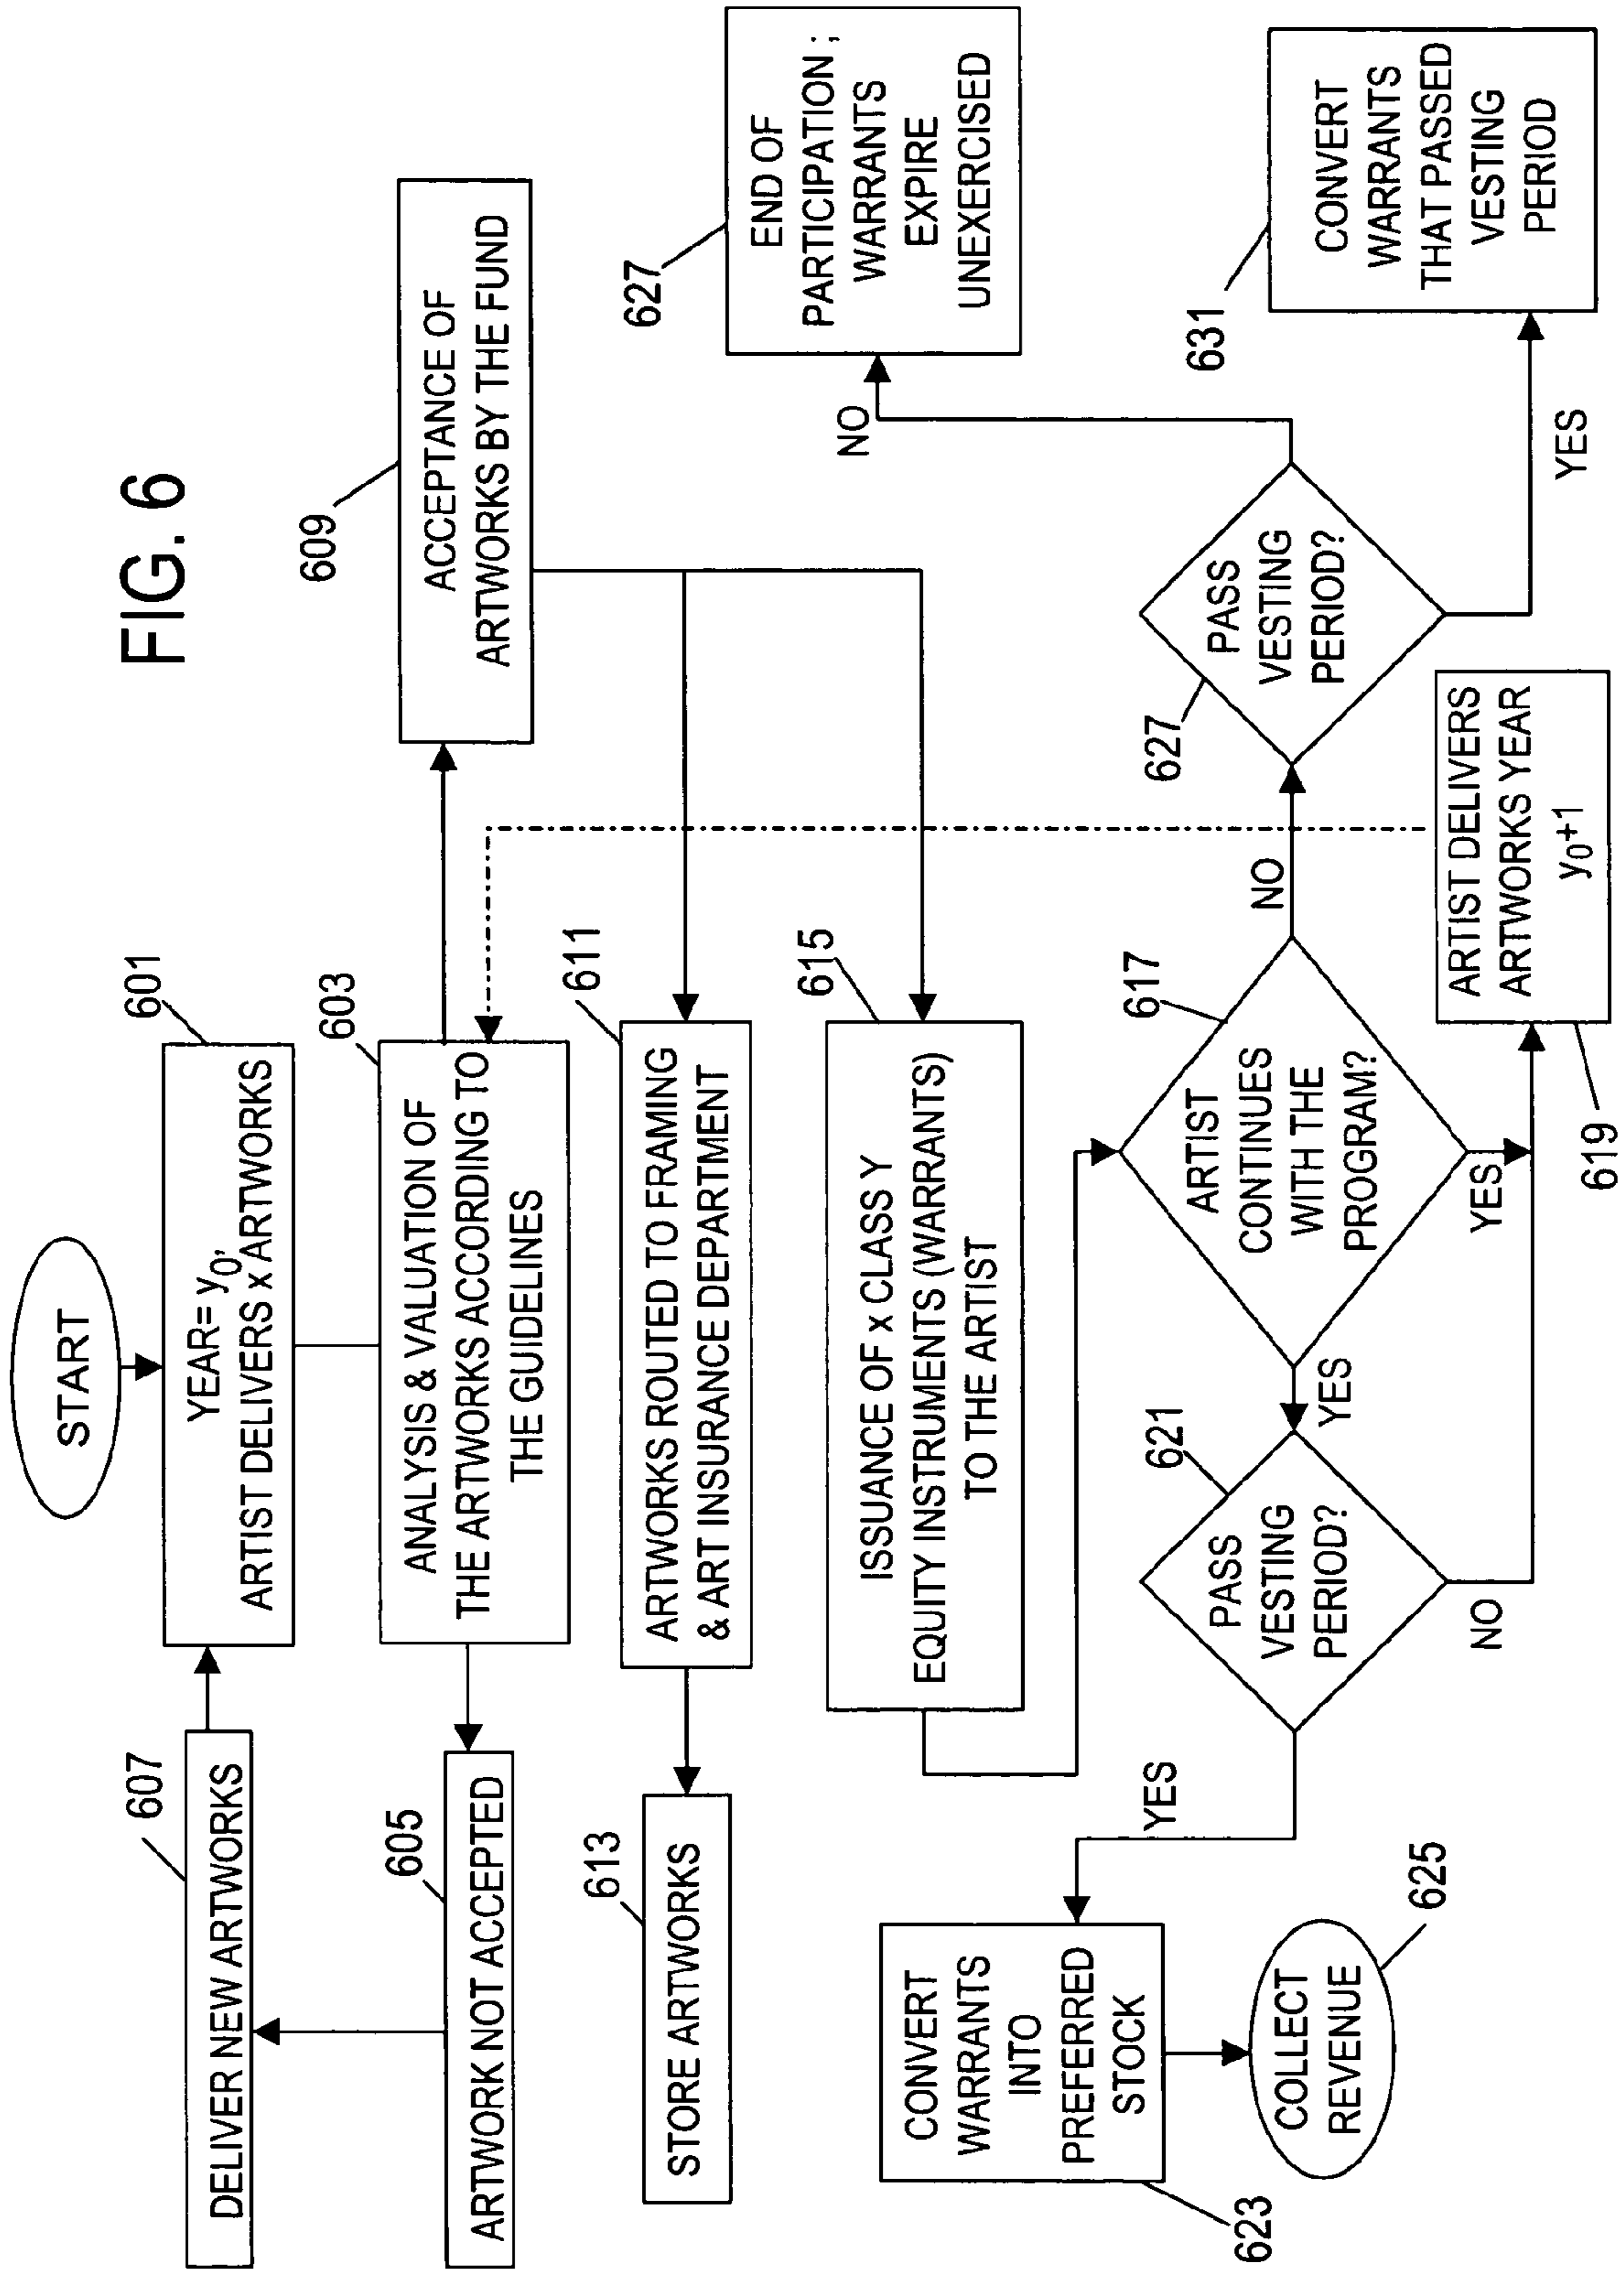 FIG. 6
START
601
YEAR= y0,
ARTIST DELIVERS x ARTWORKS
607
DELIVER NEW ARTWORKS
603
ANALYSIS & VALUATION OF
THE ARTWORKS ACCORDING TO
THE GUIDELINES
609
ACCEPTANCE OF
ARTWORKS BY THE FUND
605
ARTWORK NOT ACCEPTED
611
ARTWORKS ROUTED TO FRAMING
& ART INSURANCE DEPARTMENT
613
STORE ARTWORKS
615
ISSUANCE OF x CLASS Y
EQUITY INSTRUMENTS (WARRANTS)
TO THE ARTIST
627
END OF
PARTICIPATION ;
WARRANTS
EXPIRE
UNEXERCISED
NO
617
ARTIST
CONTINUES
WITH THE
PROGRAM?
NO
YES
YES
627
PASS
VESTING
PERIOD?
YES
631
CONVERT
WARRANTS
THAT PASSED
VESTING
PERIOD
621
PASS
VESTING
PERIOD?
YES
NO
623
CONVERT
WARRANTS
INTO
PREFERRED
STOCK
625
COLLECT
REVENUE
619
ARTIST DELIVERS
ARTWORKS YEAR
y0+1